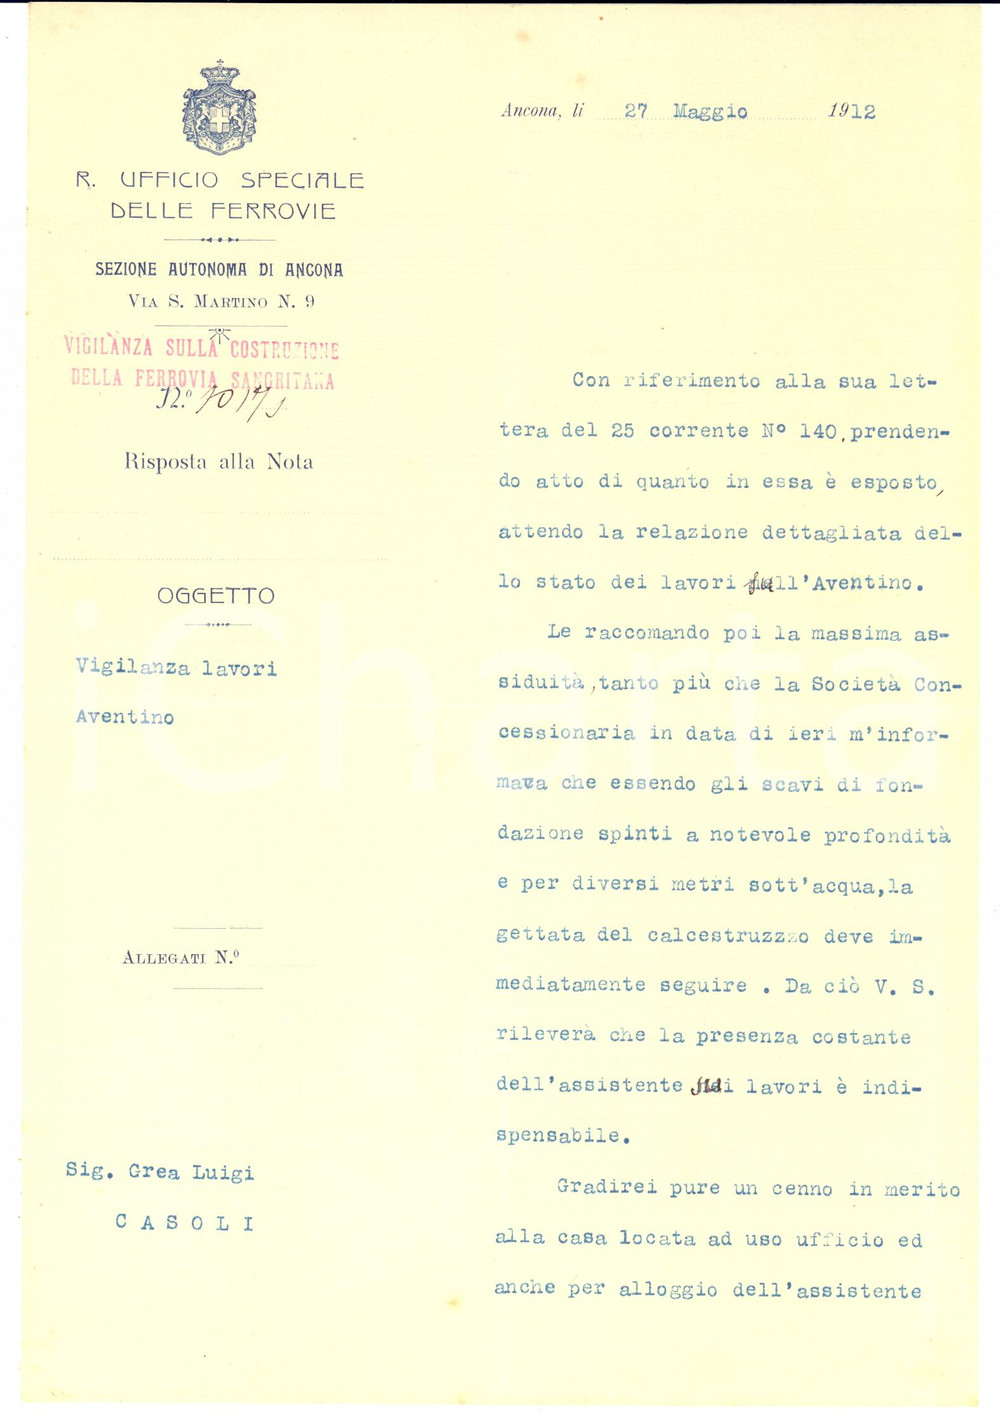 Ancona, li 27 Maggio 1912
R. UFFICIO SPECIALE
DELLE FERROVIE
SEZIONE AUTONOMA DI ANCONA
VIA S. MARTINO N. 9
VIGILANZA SULLA COSTRUZIONE
DELLA FERROVIA SANGRITANA
N.º
Risposta alla Nota
OGGETTO
Vigilanza lavori
Aventino
ALLEGATI N.º
Sig. Grea Luigi
CASOLI
Con riferimento alla sua let-
tera del 25 corrente Nº 140, prenden-
do atto di quanto in essa è esposto,
attendo la relazione dettagliata del-
lo stato dei lavori sull'Aventino.
Le raccomando poi la massima as-
siduità, tanto più che la Società Con-
cessionaria in data di ieri m'infor-
mava che essendo gli scavi di fon-
dazione spinti a notevole profondità
e per diversi metri sott'acqua, la
gettata del calcestruzzzo deve im-
mediatamente seguire . Da ciò V. S.
rileverà che la presenza costante
dell'assistente sui lavori è indi-
spensabile.
Gradirei pure un cenno in merito
alla casa locata ad uso ufficio ed
anche per alloggio dell'assistente
iCharta